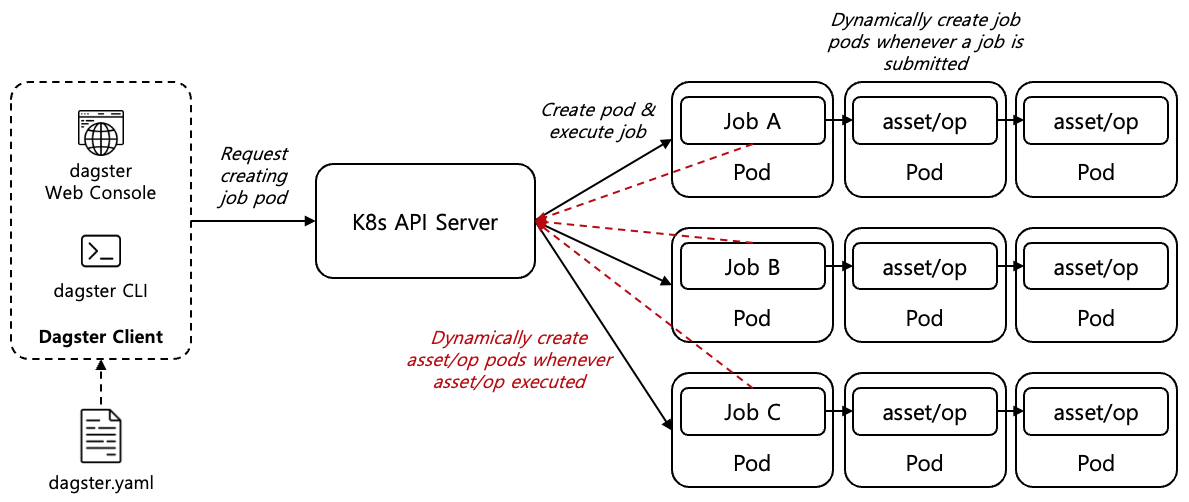 Dynamically create job
pods whenever a job is
submitted
Create pod &
execute job
Request
creating
job pod
dagster
Web Console
dagster CLI
Dagster Client
dagster.yaml
K8s API Server
Dynamically create
asset/op pods whenever
asset/op executed
Job A
Pod
asset/op
Pod
asset/op
Pod
Job B
Pod
asset/op
Pod
asset/op
Pod
Job C
Pod
asset/op
Pod
asset/op
Pod